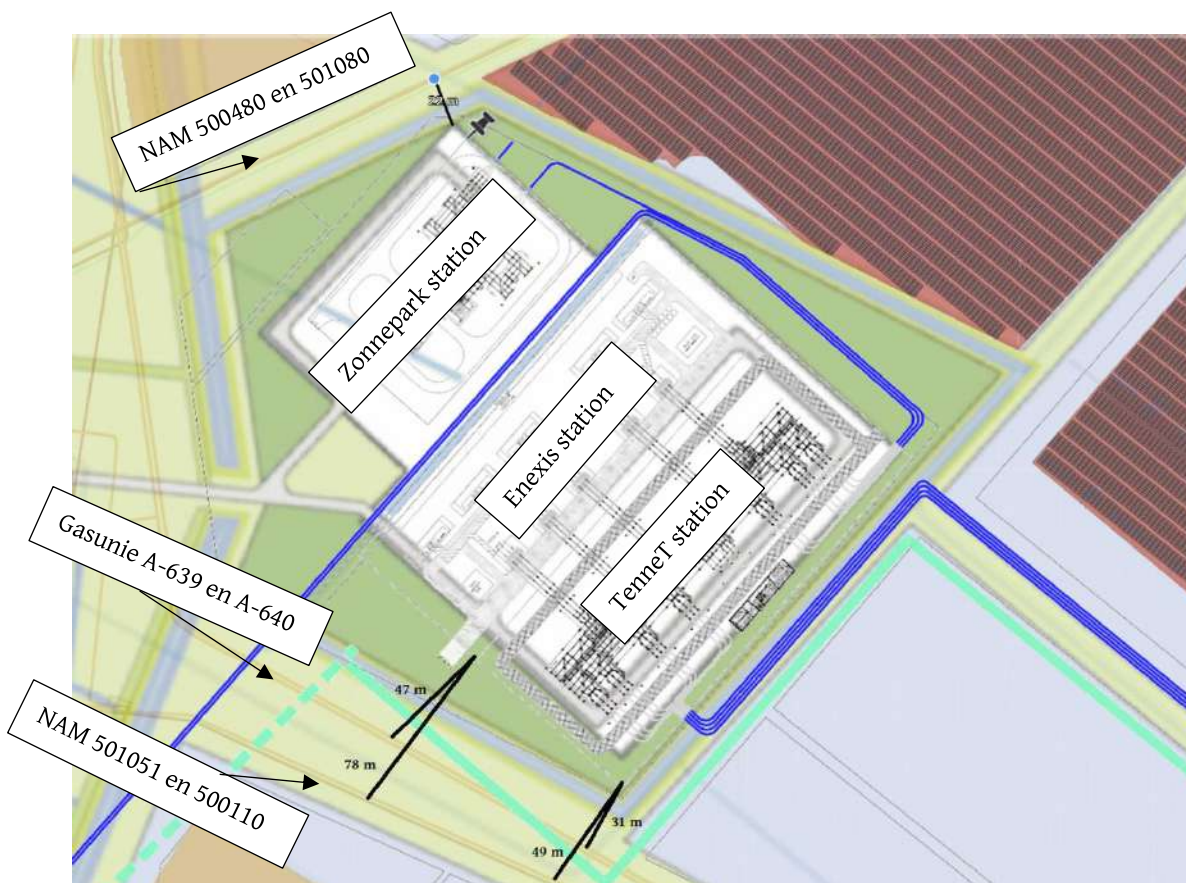 NAM 500480 en 501080
22 m
Zonnepark station
Enexis station
TenneT station
Gasunie A-639 en A-640
NAM 501051 en 500110
47 m
78 m
31 m
49 m